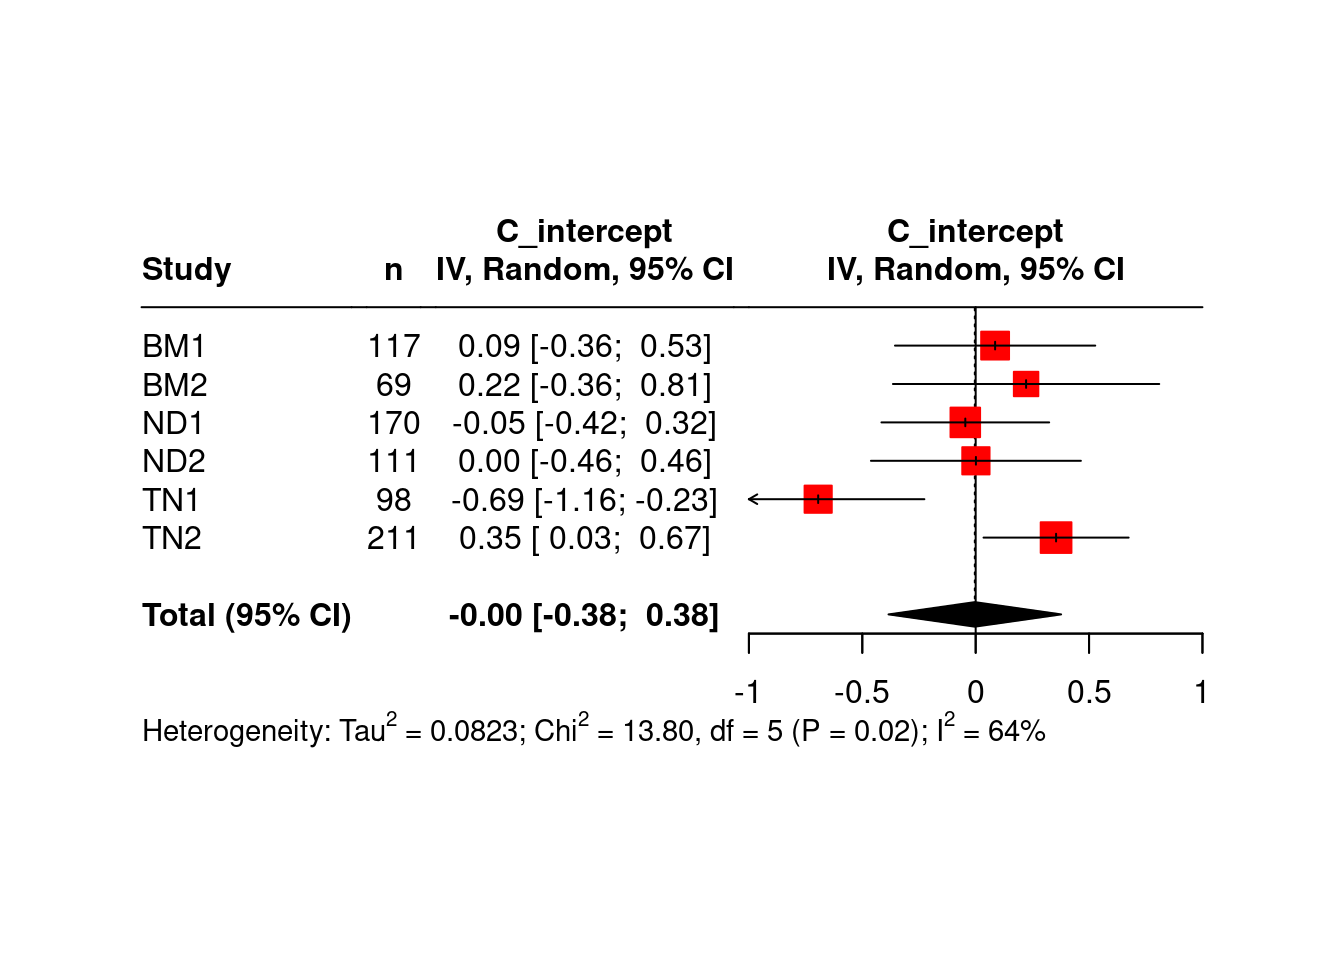 C_intercept C_intercept
Study n IV, Random, 95% CI IV, Random, 95% CI
BM1 117 0.09 [-0.36; 0.53]
BM2 69 0.22 [-0.36; 0.81]
ND1 170 -0.05 [-0.42; 0.32]
ND2 111 0.00 [-0.46; 0.46]
TN1 98 -0.69 [-1.16; -0.23]
TN2 211 0.35 [ 0.03; 0.67]
Total (95% CI) -0.00 [-0.38; 0.38]
-1 -0.5 0 0.5 1
Heterogeneity: Tau² = 0.0823; Chi² = 13.80, df = 5 (P = 0.02); I² = 64%